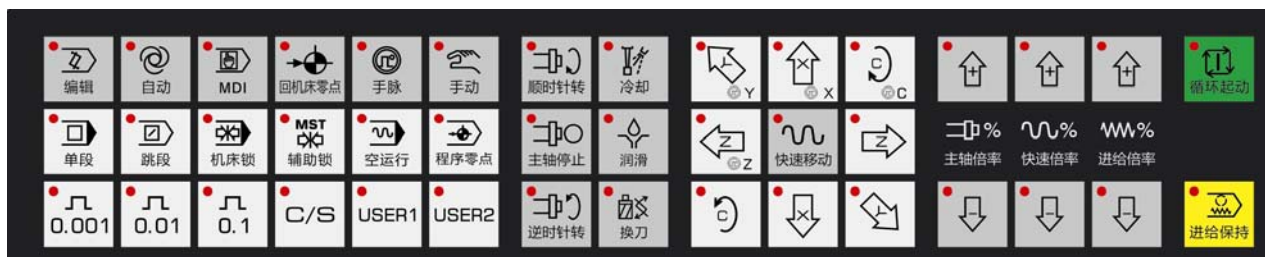 编辑 自动 MDI 回机床零点 手脉 手动 顺时针转 冷却 Y X C + + + 循环起动
MST
单段 跳段 机床锁 辅助锁 空运行 程序零点 主轴停止 润滑 Z Z 快速移动 Z % % %
主轴倍率 快速倍率 进给倍率
0.001 0.01 0.1 C/S USER1 USER2 逆时针转 换刀 C X Y - - - 进给保持